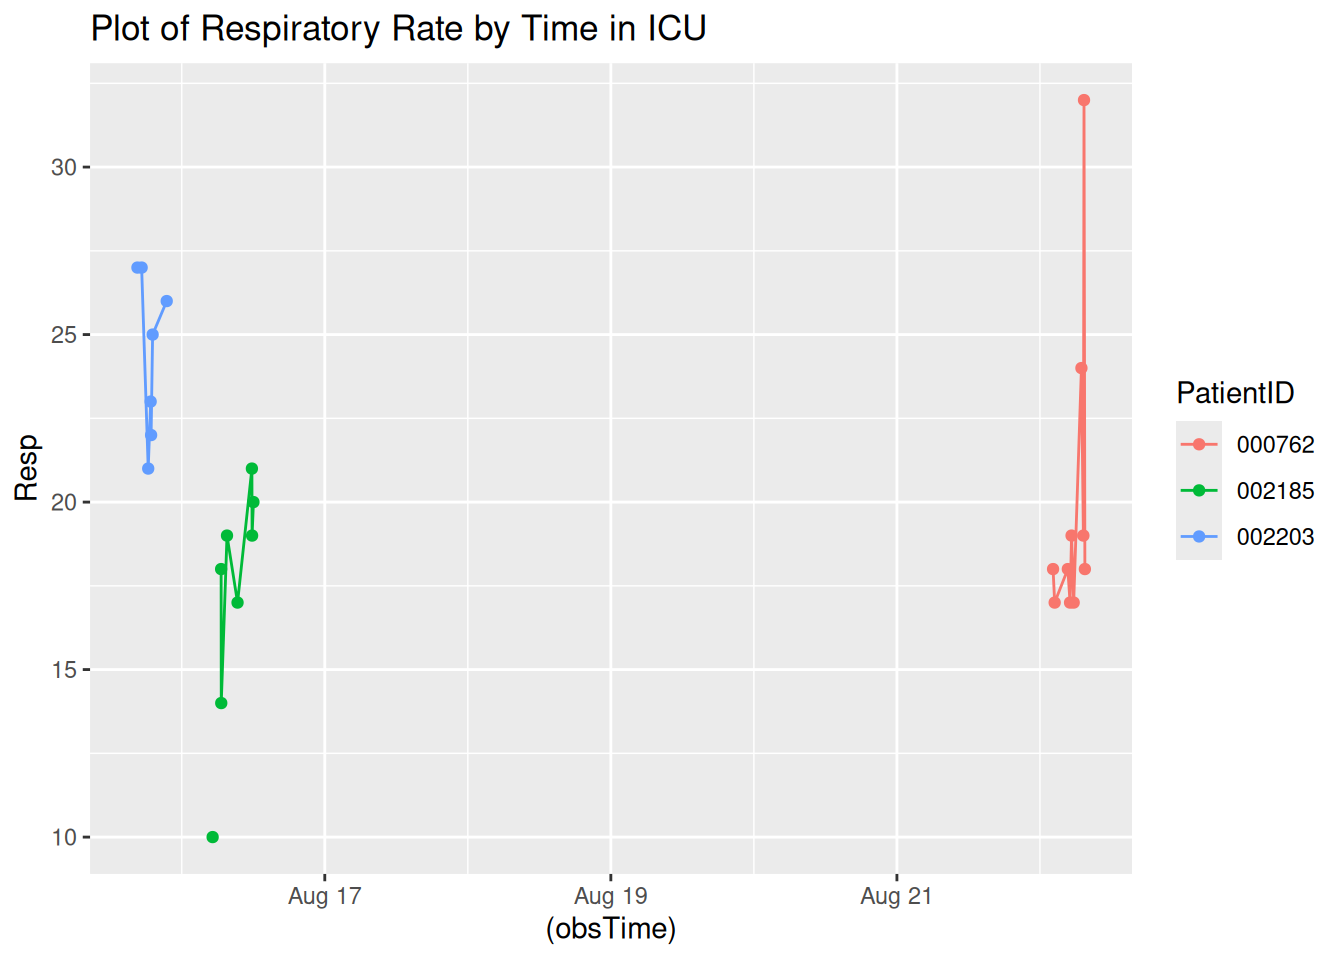 Plot of Respiratory Rate by Time in ICU
30
25
20
15
10
Resp
Aug 17
Aug 19
Aug 21
(obsTime)
PatientID
000762
002185
002203